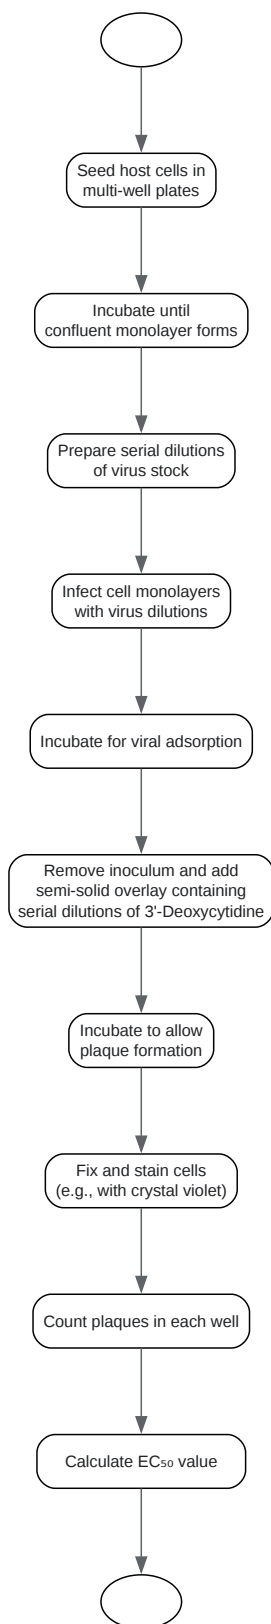 Seed host cells in
multi-well plates
Incubate until
confluent monolayer forms
Prepare serial dilutions
of virus stock
Infect cell monolayers
with virus dilutions
Incubate for viral adsorption
Remove inoculum and add
semi-solid overlay containing
serial dilutions of 3'-Deoxycytidine
Incubate to allow
plaque formation
Fix and stain cells
(e.g., with crystal violet)
Count plaques in each well
Calculate EC₅₀ value